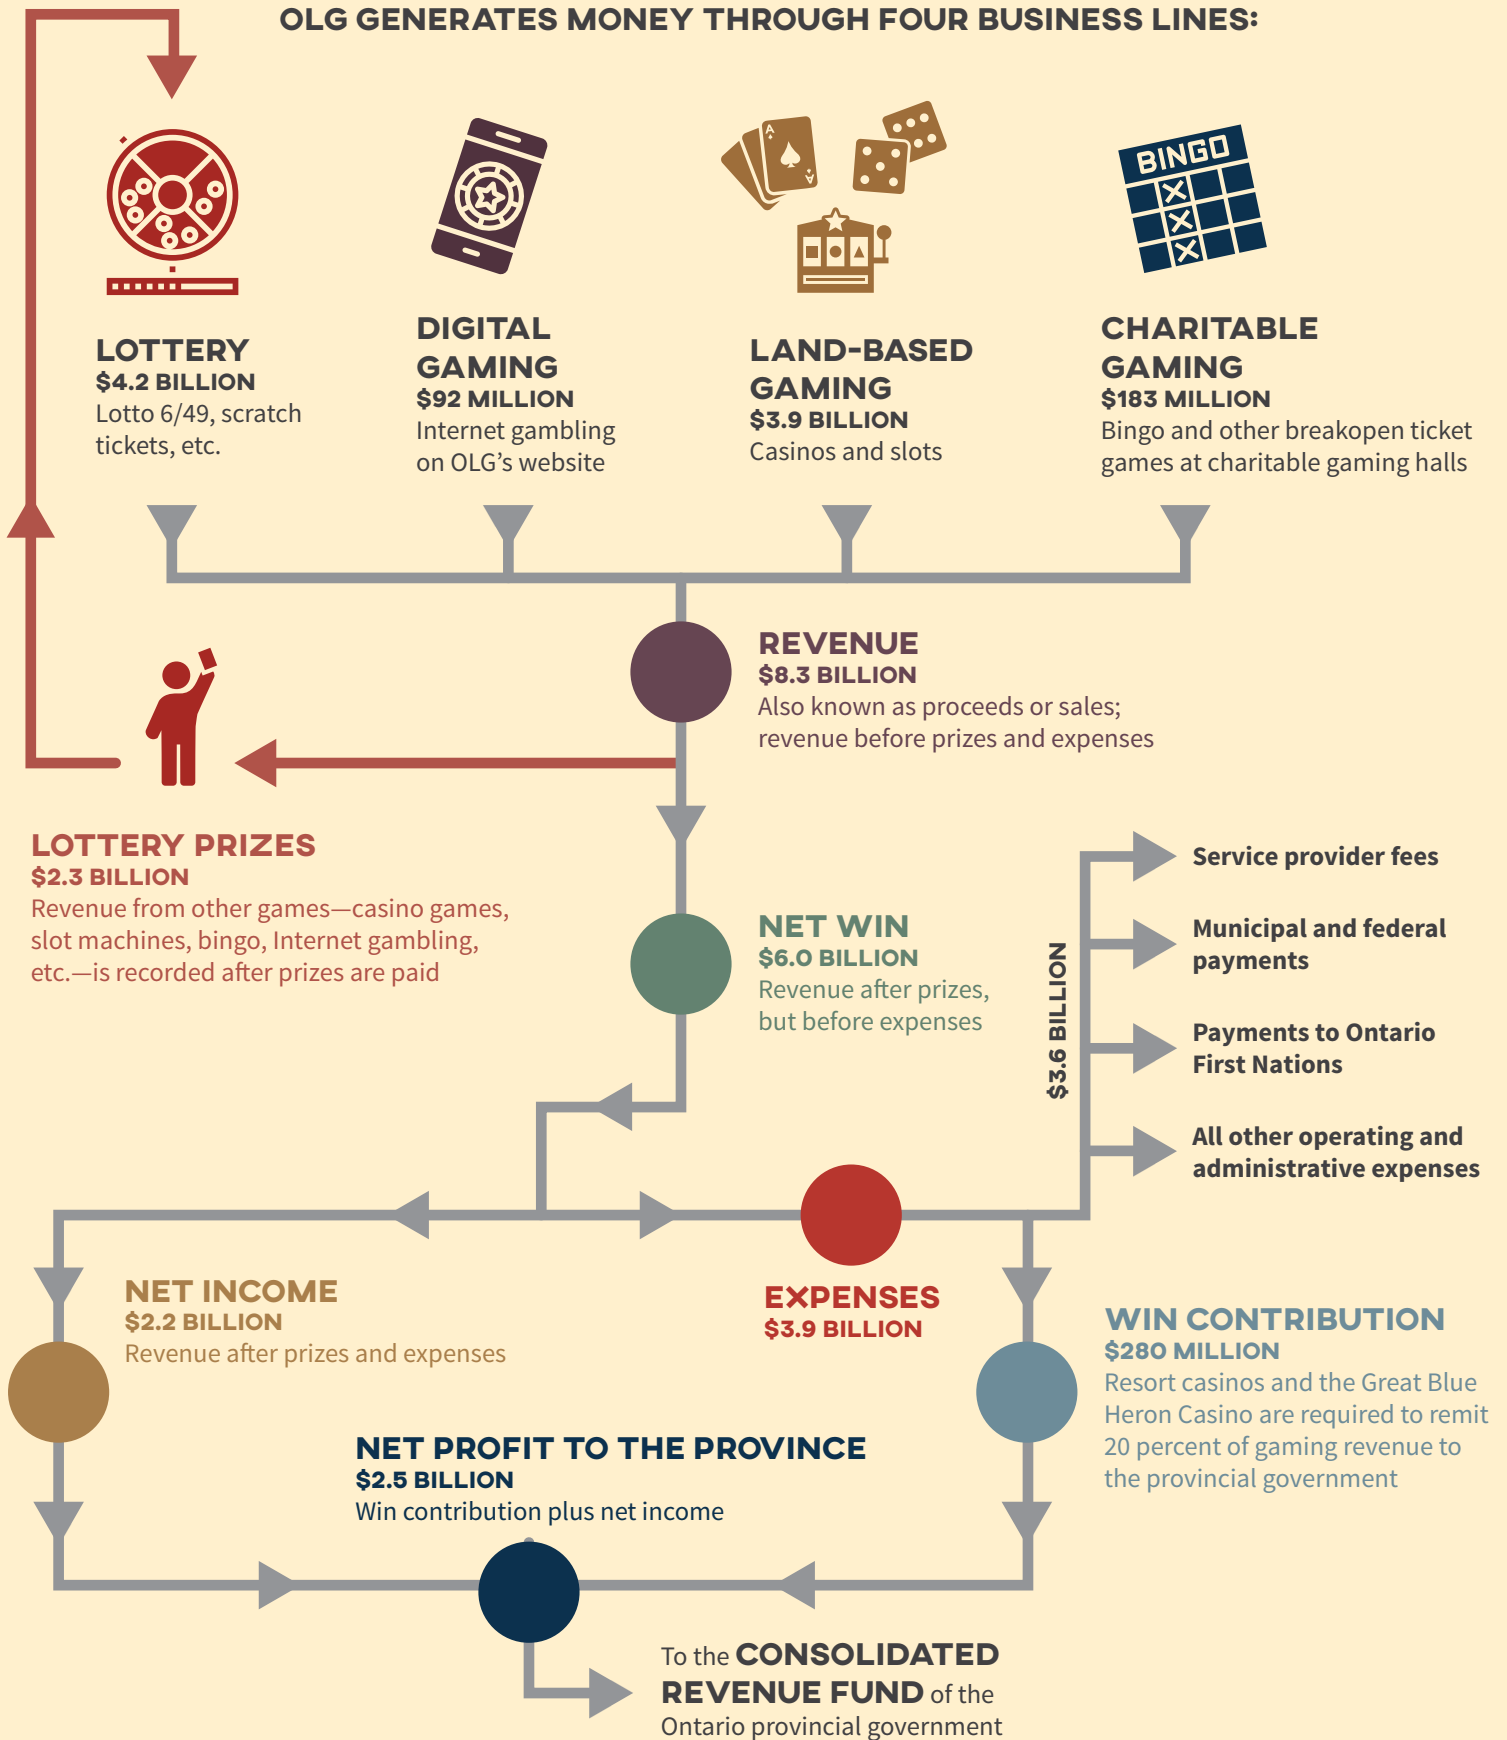 OLG GENERATES MONEY THROUGH FOUR BUSINESS LINES:
BINGO
A
A
LOTTERY
$4.2 BILLION
Lotto 6/49, scratch
tickets, etc.
DIGITAL
GAMING
$92 MILLION
Internet gambling
on OLG’s website
LAND-BASED
GAMING
$3.9 BILLION
Casinos and slots
CHARITABLE
GAMING
$183 MILLION
Bingo and other breakopen ticket
games at charitable gaming halls
REVENUE
$8.3 BILLION
Also known as proceeds or sales;
revenue before prizes and expenses
LOTTERY PRIZES
$2.3 BILLION
Revenue from other games—casino games,
slot machines, bingo, Internet gambling,
etc.—is recorded after prizes are paid
NET WIN
$6.0 BILLION
Revenue after prizes,
but before expenses
$3.6 BILLION
Service provider fees
Municipal and federal
payments
Payments to Ontario
First Nations
All other operating and
administrative expenses
NET INCOME
$2.2 BILLION
Revenue after prizes and expenses
EXPENSES
$3.9 BILLION
WIN CONTRIBUTION
$280 MILLION
Resort casinos and the Great Blue
Heron Casino are required to remit
20 percent of gaming revenue to
the provincial government
NET PROFIT TO THE PROVINCE
$2.5 BILLION
Win contribution plus net income
To the CONSOLIDATED
REVENUE FUND of the
Ontario provincial government